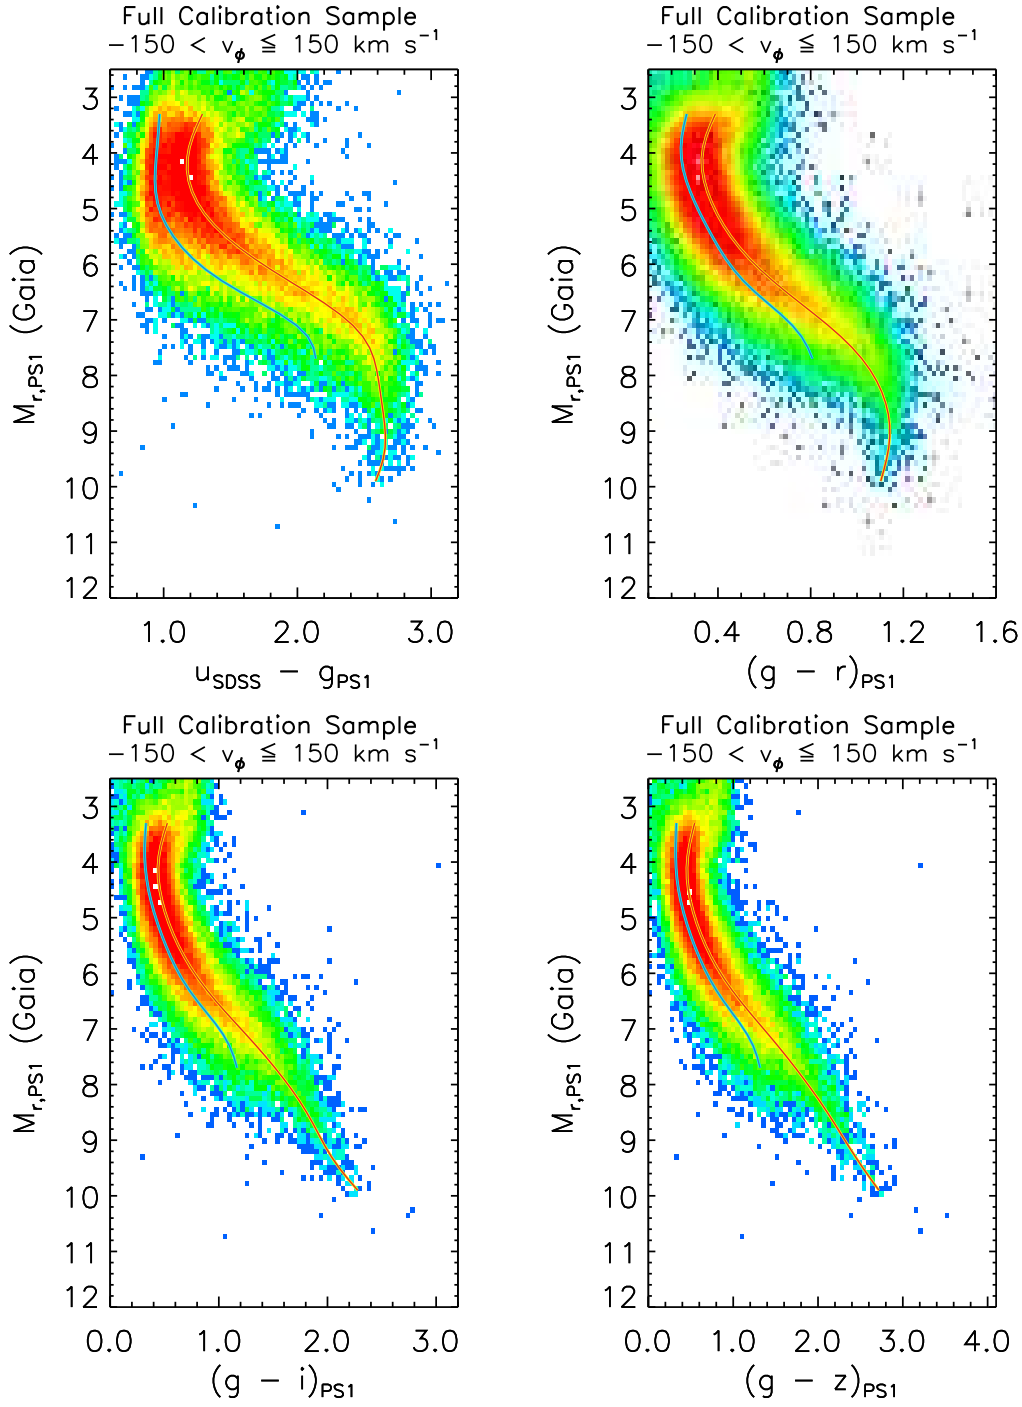 Full Calibration Sample
−150 < vϕ ≦ 150 km s⁻¹
3
4
5
6
7
8
9
10
11
12
Mr,PS1 (Gaia)
1.0 2.0 3.0
uSDSS − gPS1
Full Calibration Sample
−150 < vϕ ≦ 150 km s⁻¹
3
4
5
6
7
8
9
10
11
12
Mr,PS1 (Gaia)
0.4 0.8 1.2 1.6
(g − r)PS1
Full Calibration Sample
−150 < vϕ ≦ 150 km s⁻¹
3
4
5
6
7
8
9
10
11
12
Mr,PS1 (Gaia)
0.0 1.0 2.0 3.0
(g − i)PS1
Full Calibration Sample
−150 < vϕ ≦ 150 km s⁻¹
3
4
5
6
7
8
9
10
11
12
Mr,PS1 (Gaia)
0.0 1.0 2.0 3.0 4.0
(g − z)PS1